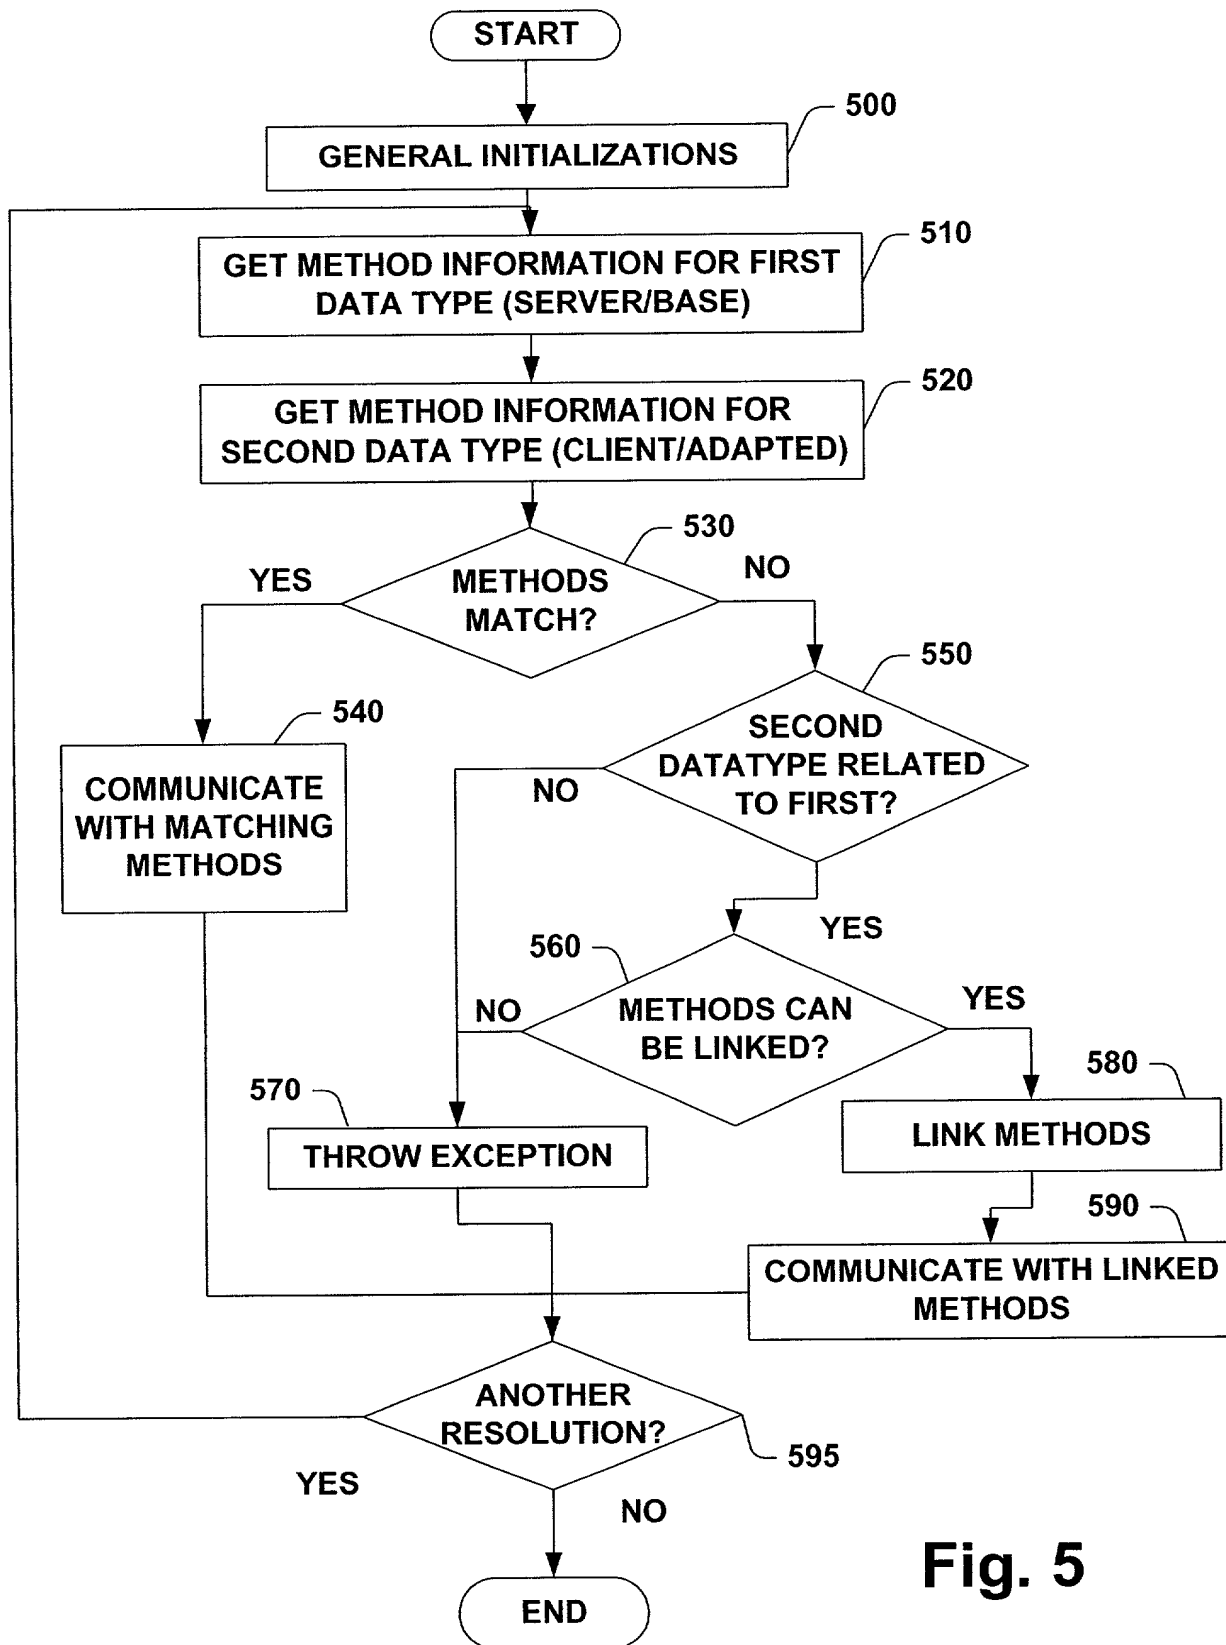 START
500
GENERAL INITIALIZATIONS
510
GET METHOD INFORMATION FOR FIRST
DATA TYPE (SERVER/BASE)
520
GET METHOD INFORMATION FOR
SECOND DATA TYPE (CLIENT/ADAPTED)
530
YES
NO
METHODS
MATCH?
550
540
SECOND
DATATYPE RELATED
TO FIRST?
NO
COMMUNICATE
WITH MATCHING
METHODS
YES
560
NO
YES
METHODS CAN
BE LINKED?
570
580
THROW EXCEPTION
LINK METHODS
590
COMMUNICATE WITH LINKED
METHODS
ANOTHER
RESOLUTION?
595
YES
NO
Fig. 5
END